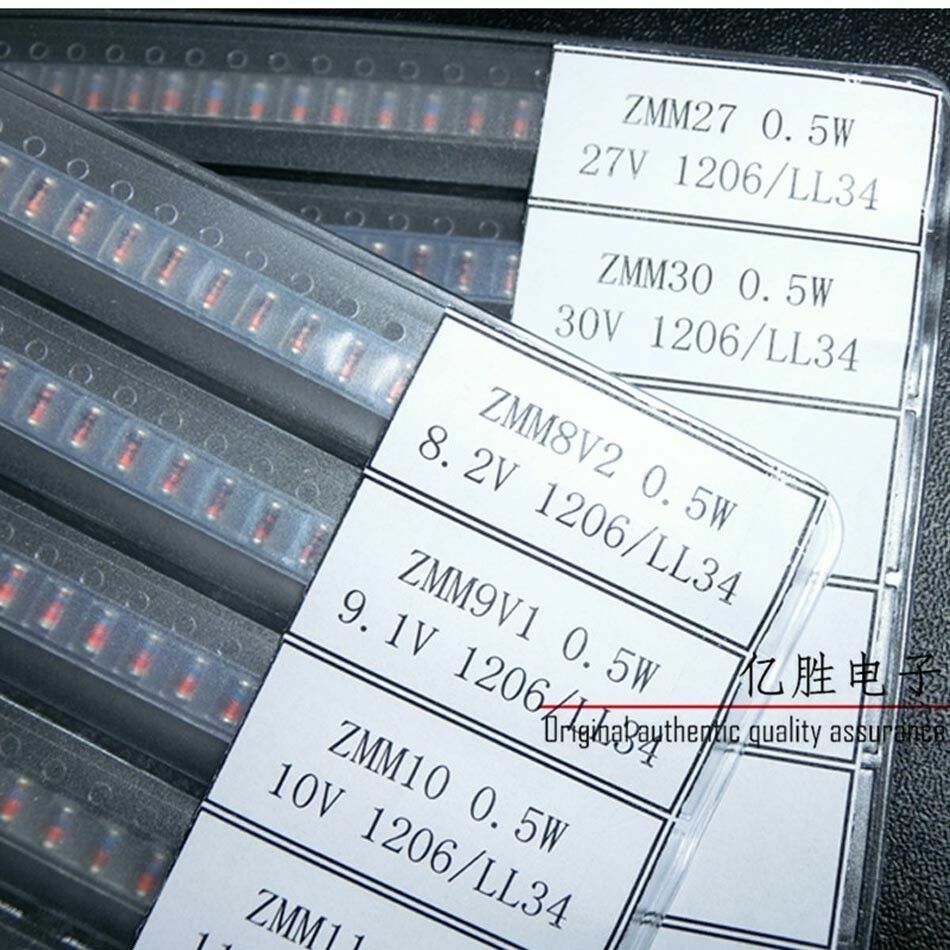 ZMM27 0.5W
27V 1206/LL34
ZMM30 0.5W
30V 1206/LL34
ZMM8V2 0.5W
8.2V 1206/LL34
ZMM9V1 0.5W
9.1V 1206/LL34
亿胜电子
Original authentic quality assurance
ZMM10 0.5W
10V 1206/LL34
ZMM11